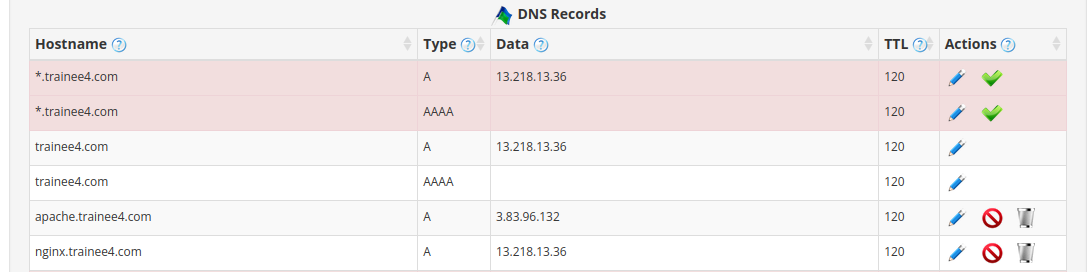 DNS Records
Hostname Type Data TTL Actions
*.trainee4.com A 13.218.13.36 120
*.trainee4.com AAAA 120
trainee4.com A 13.218.13.36 120
trainee4.com AAAA 120
apache.trainee4.com A 3.83.96.132 120
nginx.trainee4.com A 13.218.13.36 120